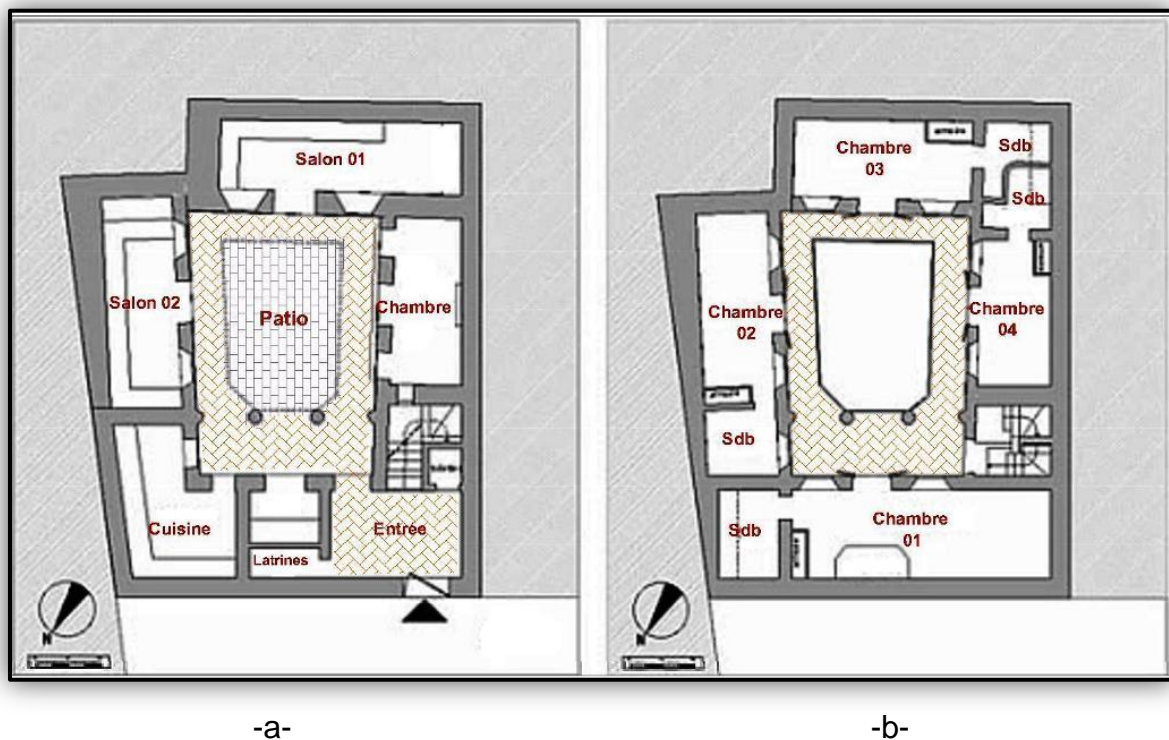 Salon 01
Salon 02
Patio
Chambre
Cuisine
Latrines
Entrée
N
Chambre
03
Sdb
Sdb
Chambre
02
Chambre
04
Sdb
Sdb
Chambre
01
N
-a-
-b-